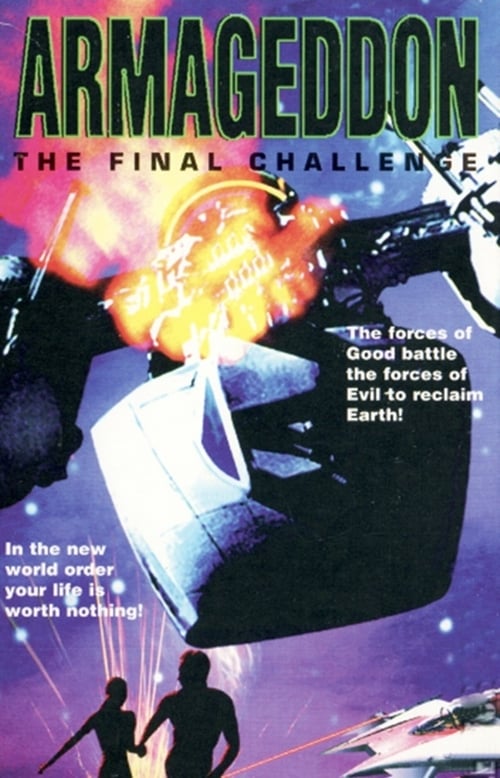 ARMAGEDDON
THE FINAL CHALLENGE
The forces of
Good battle
the forces of
Evil to reclaim
Earth!
In the new
world order
your life is
worth nothing!